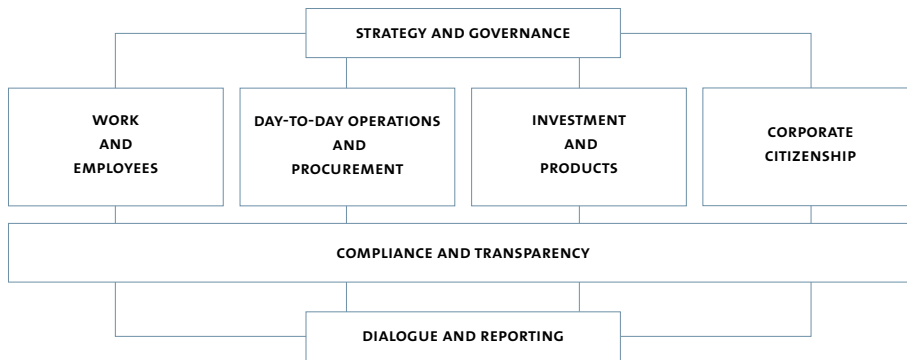 STRATEGY AND GOVERNANCE
WORK
AND
EMPLOYEES
DAY-TO-DAY OPERATIONS
AND
PROCUREMENT
INVESTMENT
AND
PRODUCTS
CORPORATE
CITIZENSHIP
COMPLIANCE AND TRANSPARENCY
DIALOGUE AND REPORTING